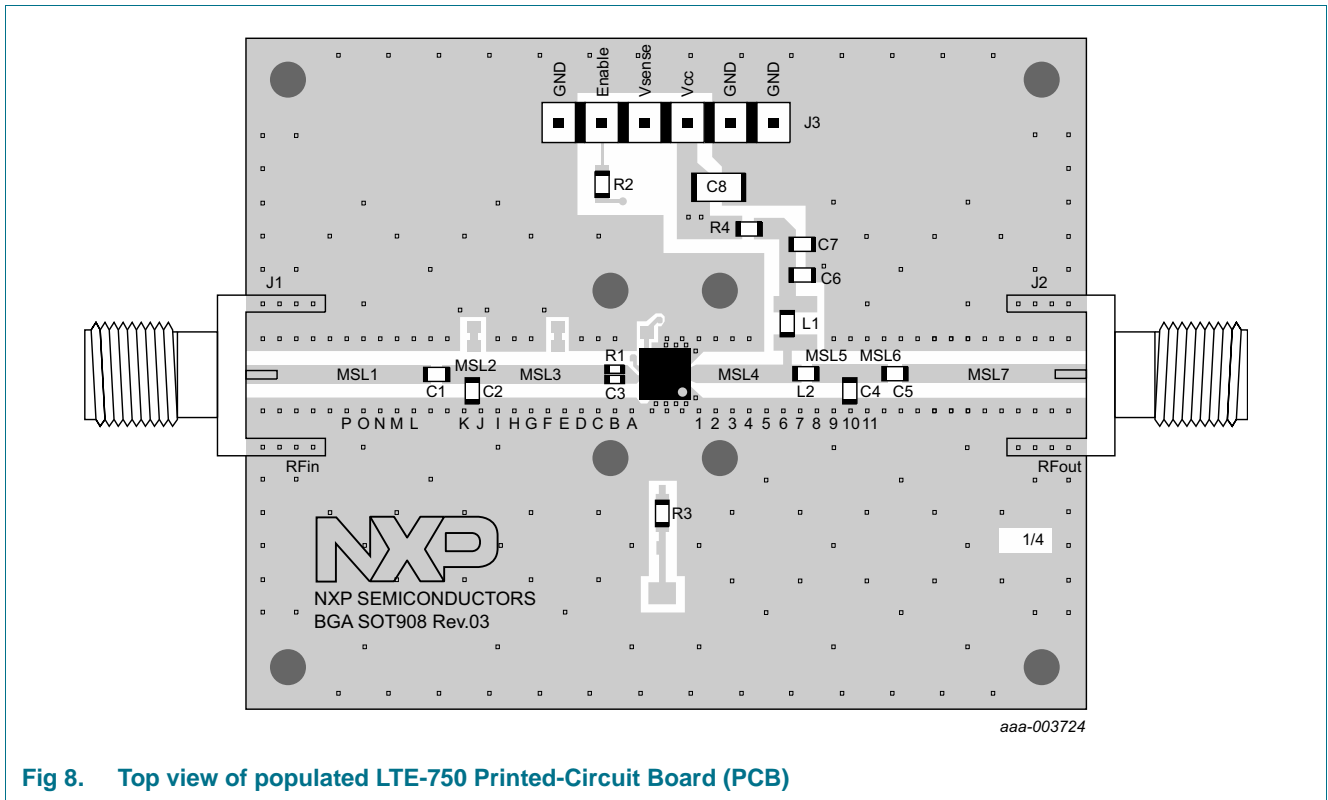 GND Enable Vsense Vcc GND GND
J3
R2
C8
R4
C7
C6
J1
J2
L1
R1
MSL1
MSL2
MSL3
MSL4
MSL5
MSL6
MSL7
C1
C2
C3
L2
C4
C5
P O N M L K J I H G F E D C B A 1 2 3 4 5 6 7 8 9 10 11
RFin
RFout
R3
NXP
1/4
NXP SEMICONDUCTORS
BGA SOT908 Rev.03
aaa-003724
Fig 8. Top view of populated LTE-750 Printed-Circuit Board (PCB)